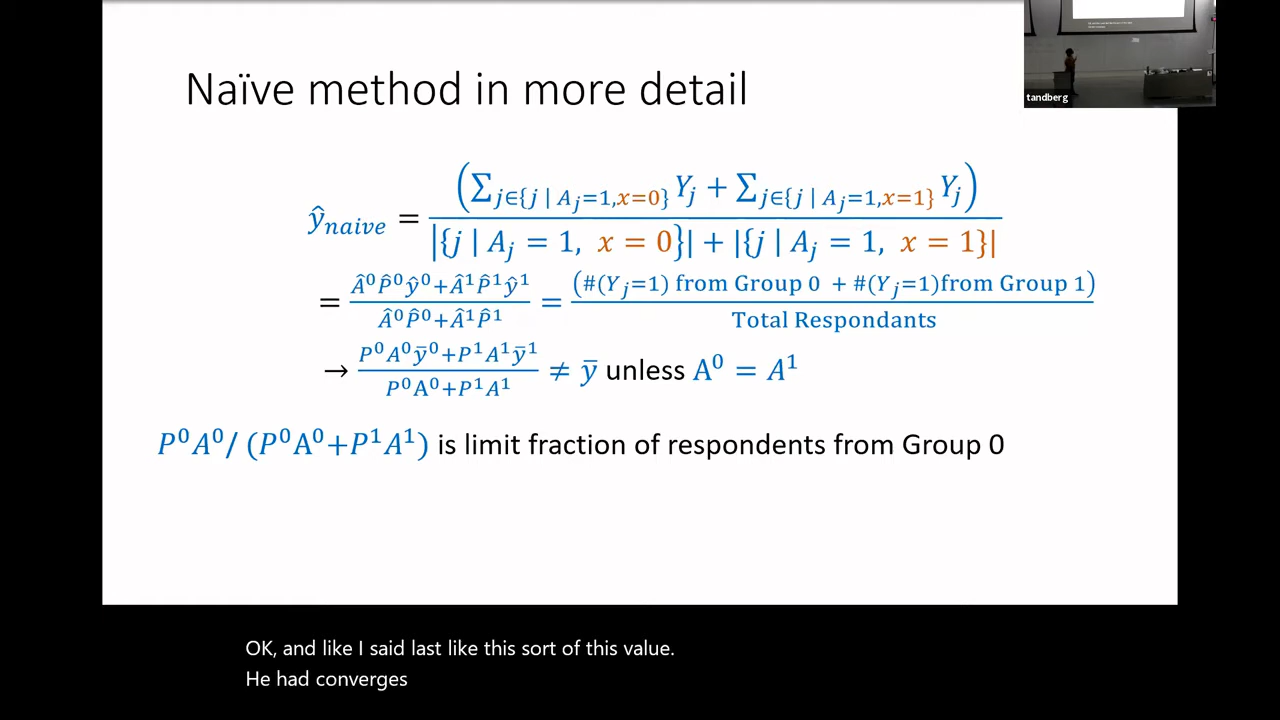 Naïve method in more detail
tandberg
ŷ_naive = (∑_{j∈{j | A_j=1,x=0}} Y_j + ∑_{j∈{j | A_j=1,x=1}} Y_j) / |{j | A_j = 1, x = 0}| + |{j | A_j = 1, x = 1}|
= Â⁰P̂⁰ŷ⁰+Â¹P̂¹ŷ¹ / Â⁰P̂⁰+Â¹P̂¹ = (#(Y_j=1) from Group 0 + #(Y_j=1)from Group 1) / Total Respondants
→ P⁰A⁰ȳ⁰+P¹A¹ȳ¹ / P⁰A⁰+P¹A¹ ≠ ȳ unless A⁰ = A¹
P⁰A⁰/ (P⁰A⁰+P¹A¹) is limit fraction of respondents from Group 0
OK, and like I said last like this sort of this value.
He had converges